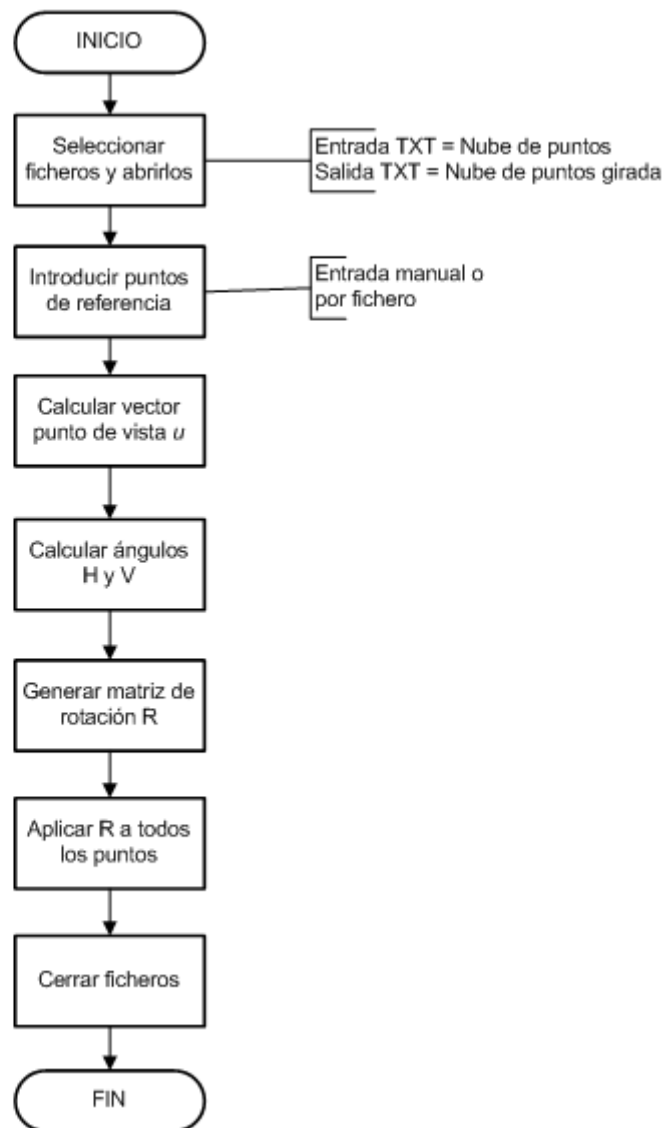 INICIO
Seleccionar
ficheros y abrirlos
Entrada TXT = Nube de puntos
Salida TXT = Nube de puntos girada
Introducir puntos
de referencia
Entrada manual o
por fichero
Calcular vector
punto de vista u
Calcular ángulos
H y V
Generar matriz de
rotación R
Aplicar R a todos
los puntos
Cerrar ficheros
FIN